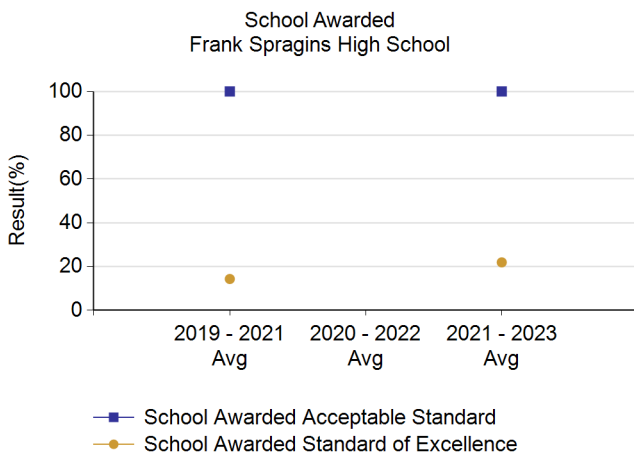 School Awarded
Frank Spragins High School
Result(%)
100
80
60
40
20
0
2019 - 2021
Avg
2020 - 2022
Avg
2021 - 2023
Avg
School Awarded Acceptable Standard
School Awarded Standard of Excellence